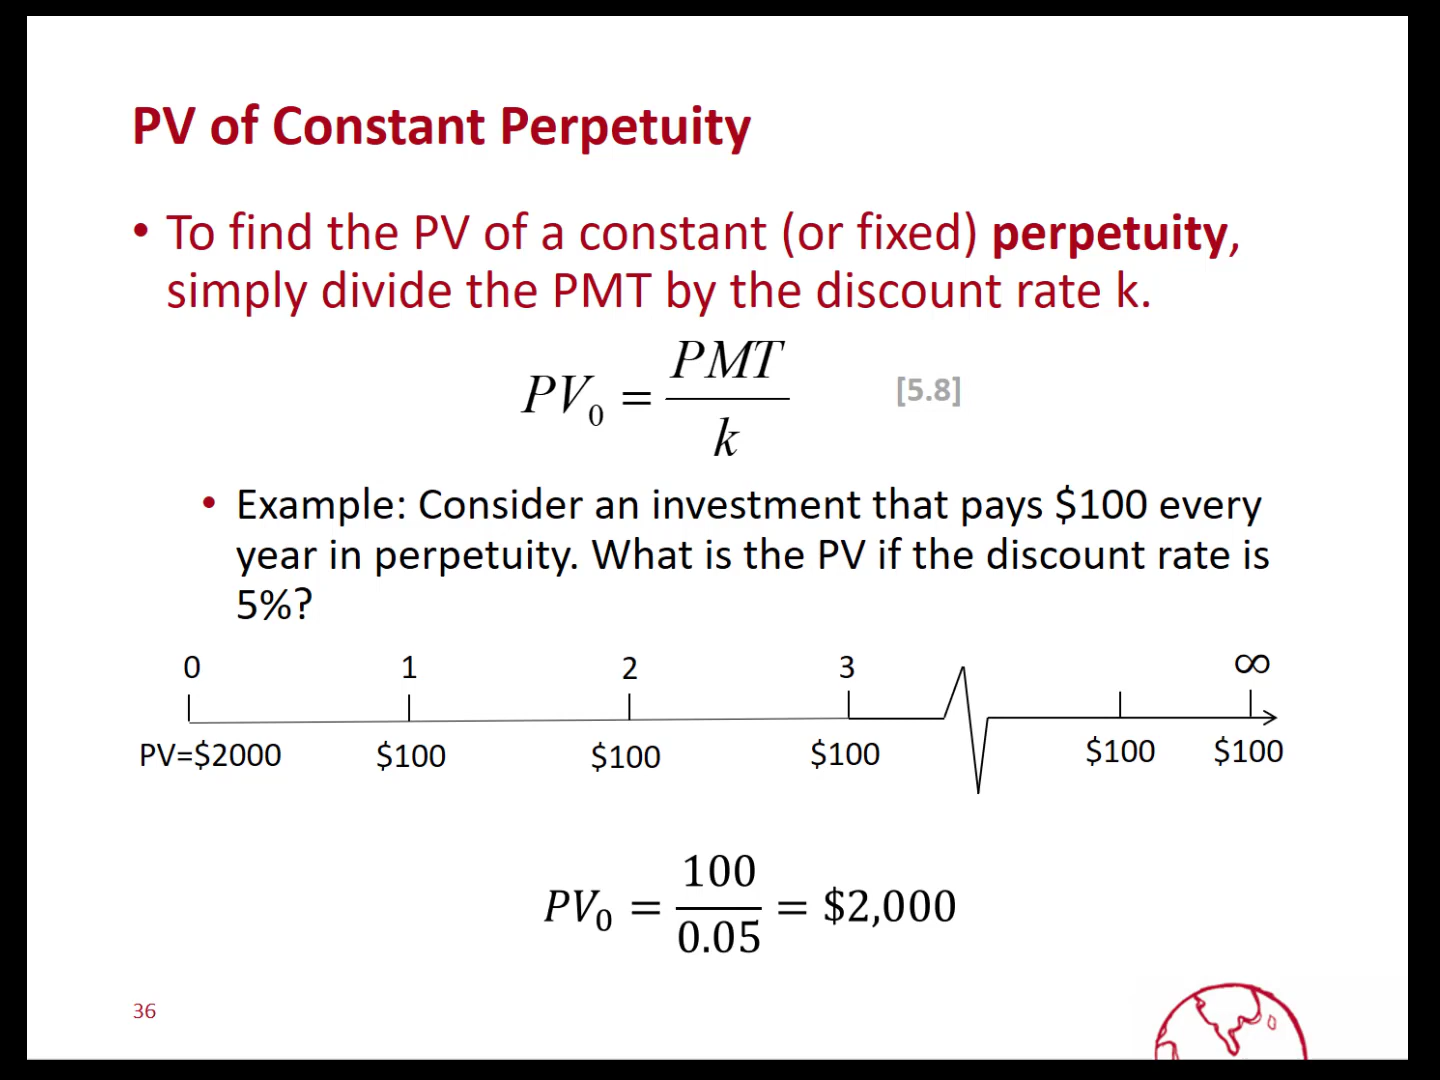 PV of Constant Perpetuity
• To find the PV of a constant (or fixed) perpetuity,
simply divide the PMT by the discount rate k.
PV₀ = PMT / k [5.8]
• Example: Consider an investment that pays $100 every
year in perpetuity. What is the PV if the discount rate is
5%?
0 1 2 3 ∞
PV=$2000 $100 $100 $100 $100 $100
PV₀ = 100 / 0.05 = $2,000
36